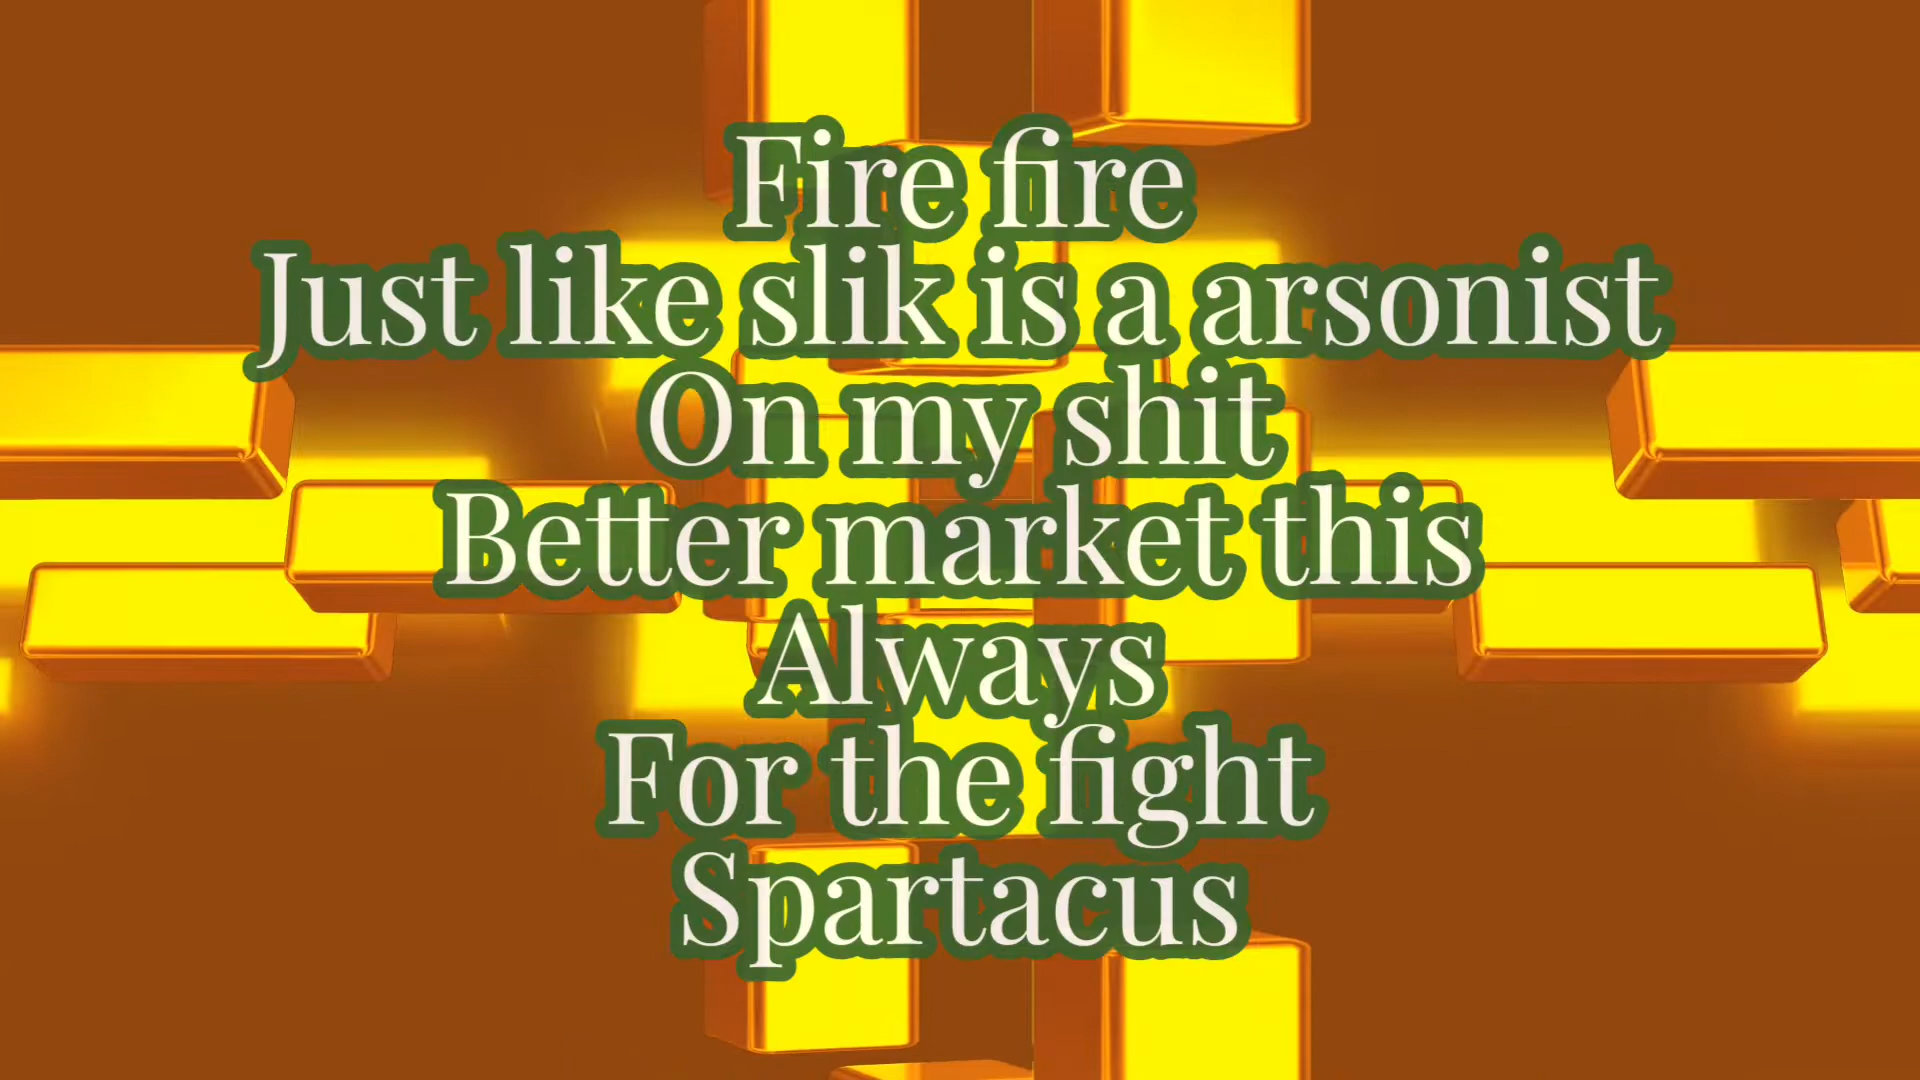 Fire fire
Just like slik is a arsonist
On my shit
Better market this
Always
For the fight
Spartacus